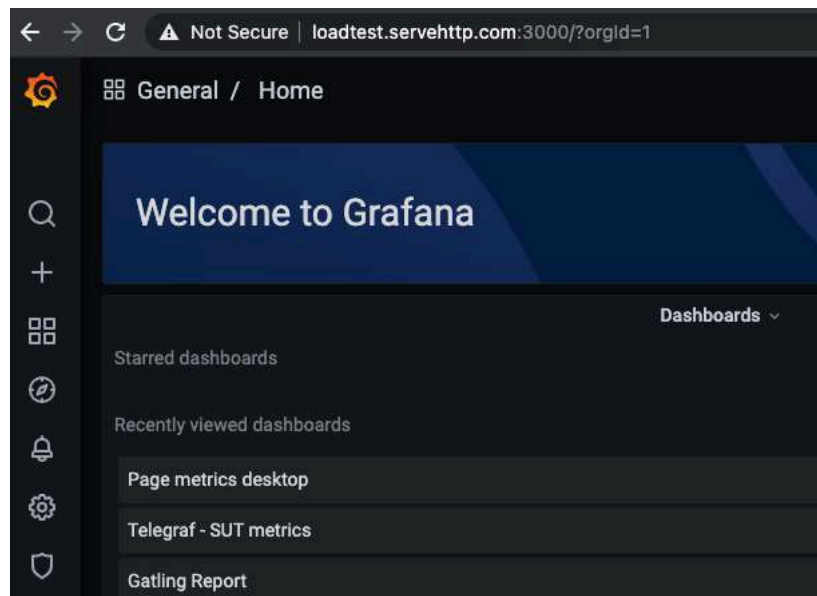 Not Secure | loadtest.servehttp.com:3000/?orgId=1
General / Home
Welcome to Grafana
Dashboards
Starred dashboards
Recently viewed dashboards
Page metrics desktop
Telegraf - SUT metrics
Gatling Report